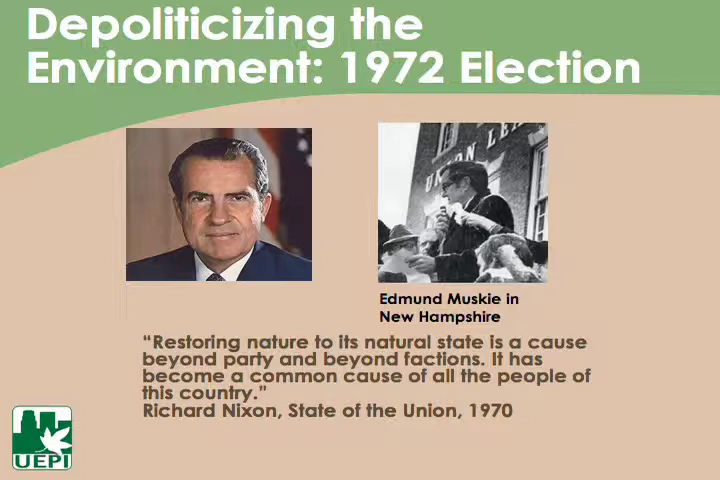 Depoliticizing the
Environment: 1972 Election
UNION LEA
Edmund Muskie in
New Hampshire
“Restoring nature to its natural state is a cause
beyond party and beyond factions. It has
become a common cause of all the people of
this country.”
Richard Nixon, State of the Union, 1970
UEPI